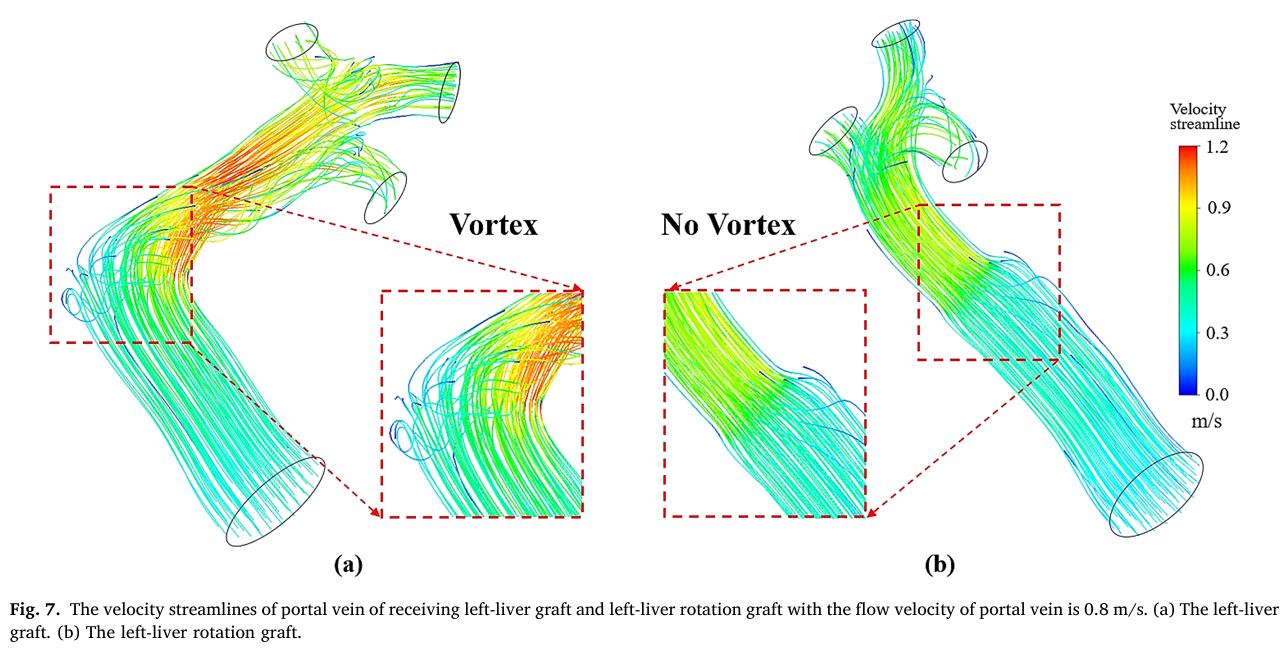 Vortex
No Vortex
Velocity
streamline
1.2
0.9
0.6
0.3
0.0
m/s
(a)
(b)
Fig. 7. The velocity streamlines of portal vein of receiving left-liver graft and left-liver rotation graft with the flow velocity of portal vein is 0.8 m/s. (a) The left-liver
graft. (b) The left-liver rotation graft.